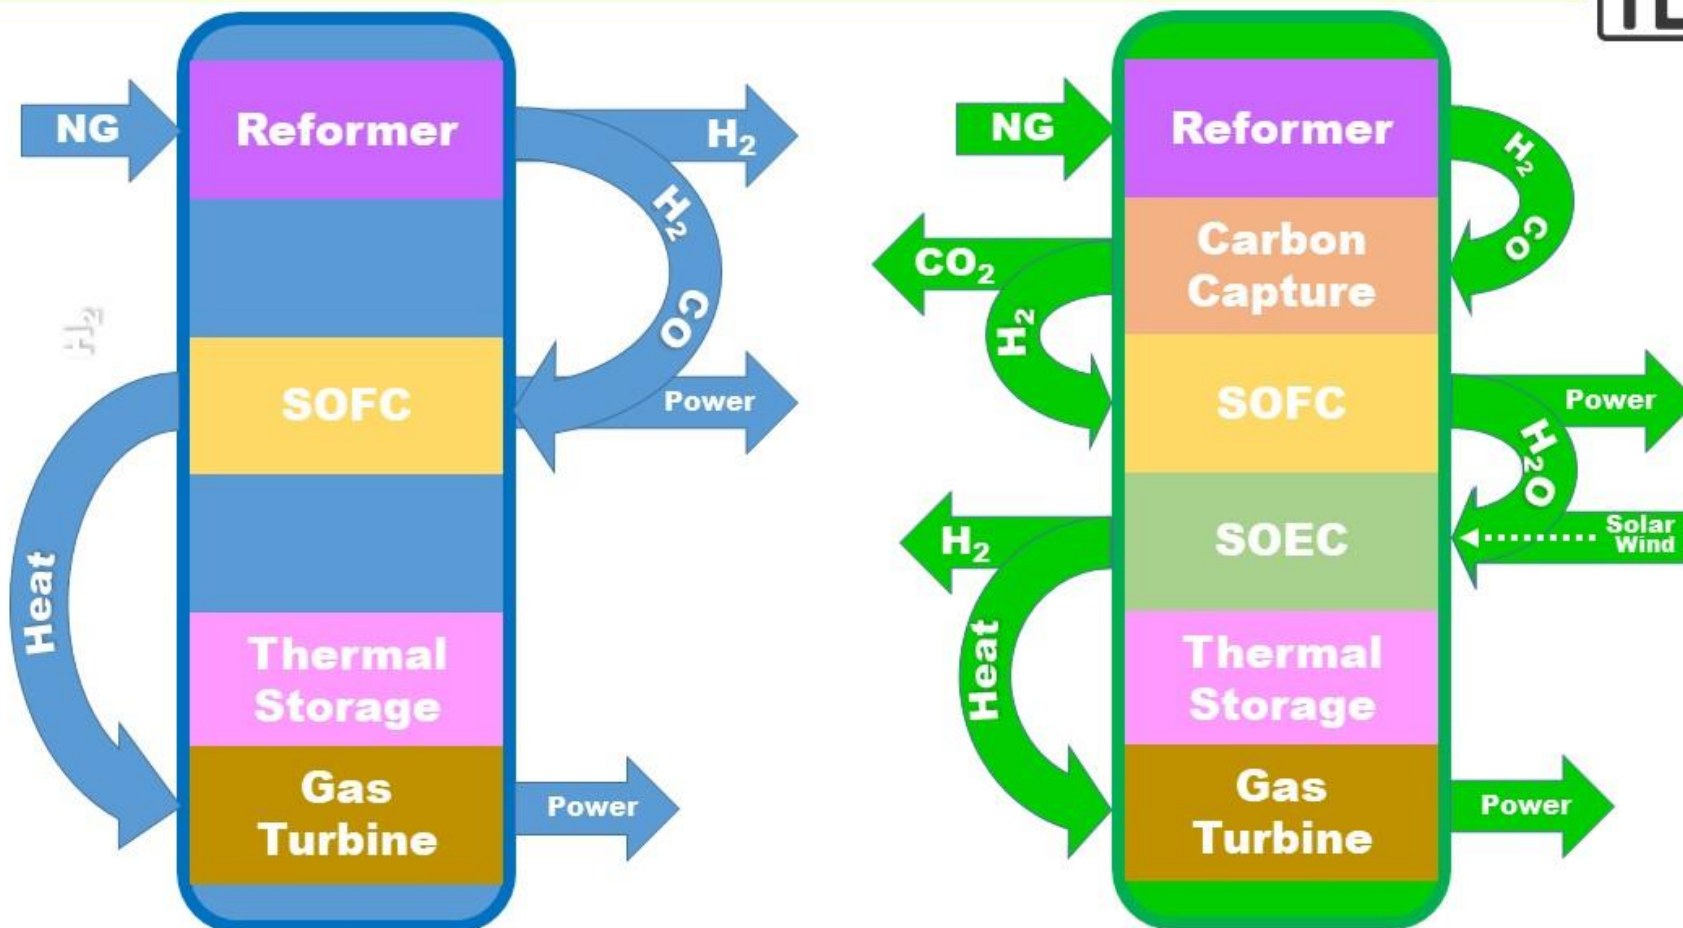 NG
Reformer
H₂
H₂
CO
H₂
SOFC
Power
Heat
Thermal
Storage
Gas
Turbine
Power
NG
Reformer
H₂
CO
Carbon
Capture
CO₂
H₂
SOFC
Power
H₂O
SOEC
H₂
Solar
Wind
Heat
Thermal
Storage
Gas
Turbine
Power